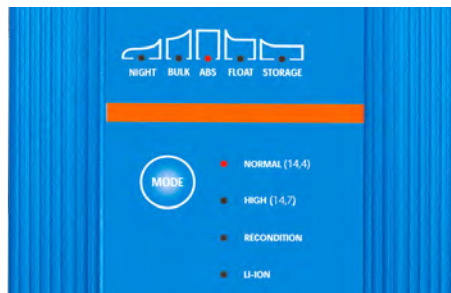 NIGHT BULK ABS FLOAT STORAGE
MODE
NORMAL (14,4)
HIGH (14,7)
RECONDITION
LI-ION